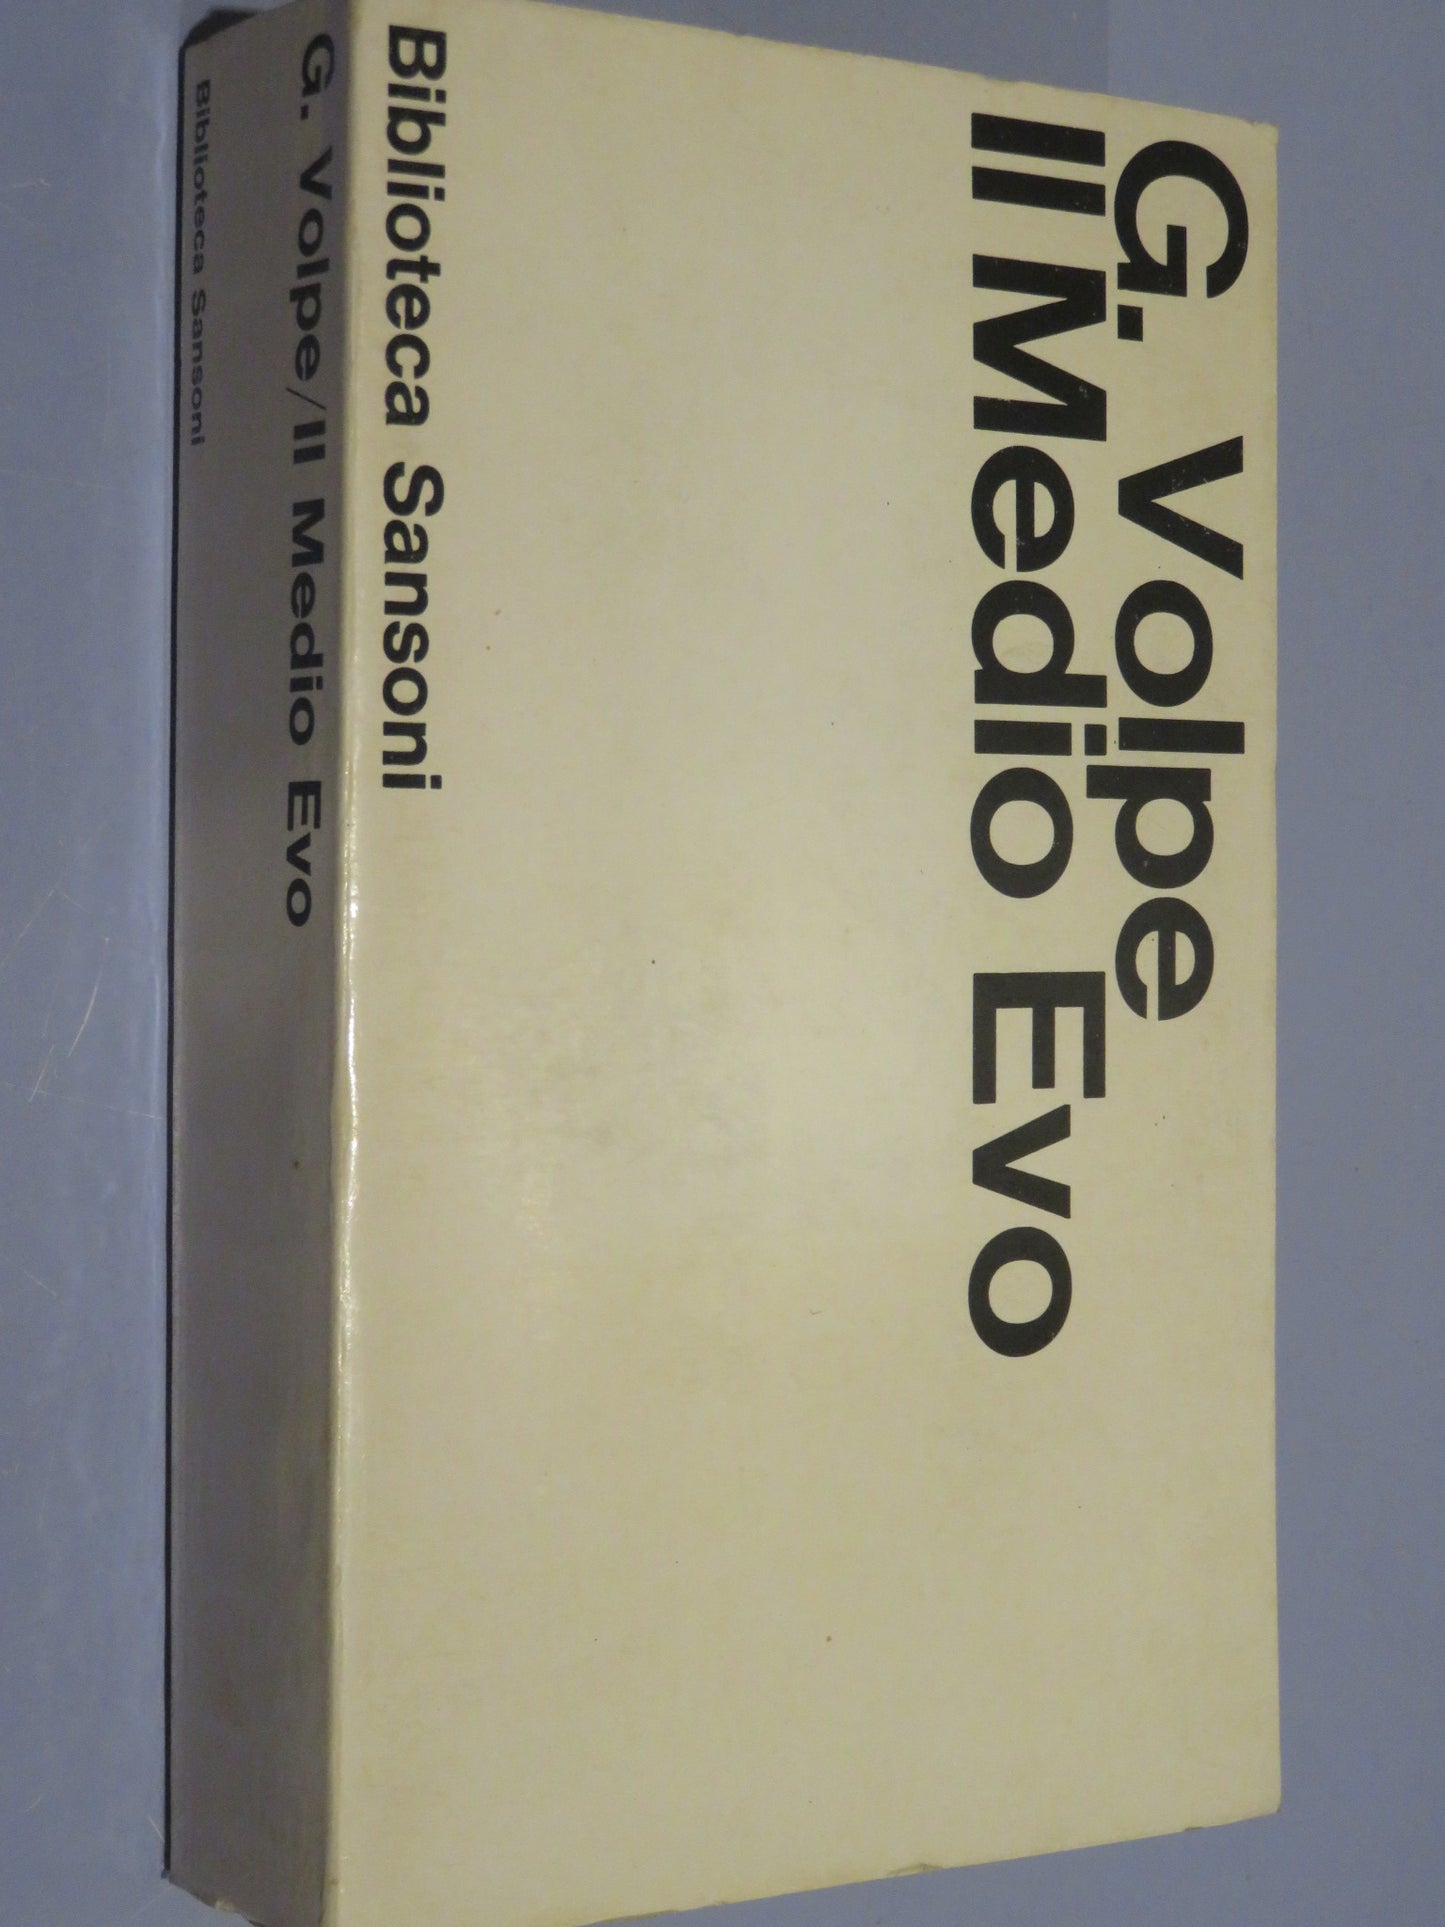 G. Volpe
Il Medio Evo
Biblioteca Sansoni
G. Volpe/Il Medio Evo
Biblioteca Sansoni